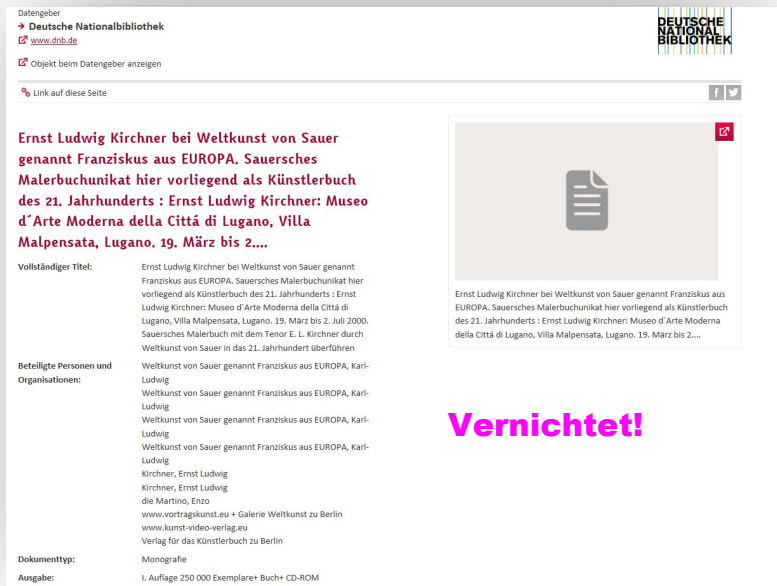 Datengeber
→ Deutsche Nationalbibliothek
www.dnb.de
Objekt beim Datengeber anzeigen
DEUTSCHE
NATIONAL
BIBLIOTHEK
Link auf diese Seite
Ernst Ludwig Kirchner bei Weltkunst von Sauer
genannt Franziskus aus EUROPA. Sauersches
Malerbuchunikat hier vorliegend als Künstlerbuch
des 21. Jahrhunderts : Ernst Ludwig Kirchner: Museo
d´Arte Moderna della Cittá di Lugano, Villa
Malpensata, Lugano. 19. März bis 2....
Vollständiger Titel:
Ernst Ludwig Kirchner bei Weltkunst von Sauer genannt
Franziskus aus EUROPA. Sauersches Malerbuchunikat hier
vorliegend als Künstlerbuch des 21. Jahrhunderts : Ernst
Ludwig Kirchner: Museo d´Arte Moderna della Cittá di
Lugano, Villa Malpensata, Lugano. 19. März bis 2. Juli 2000.
Sauersches Malerbuch mit dem Tenor E. L. Kirchner durch
Weltkunst von Sauer in das 21. Jahrhundert überführen
Beteiligte Personen und
Organisationen:
Weltkunst von Sauer genannt Franziskus aus EUROPA, Karl-
Ludwig
Weltkunst von Sauer genannt Franziskus aus EUROPA, Karl-
Ludwig
Weltkunst von Sauer genannt Franziskus aus EUROPA, Karl-
Ludwig
Weltkunst von Sauer genannt Franziskus aus EUROPA, Karl-
Ludwig
Kirchner, Ernst Ludwig
Kirchner, Ernst Ludwig
die Martino, Enzo
www.vortragskunst.eu + Galerie Weltkunst zu Berlin
www.kunst-video-verlag.eu
Verlag für das Künstlerbuch zu Berlin
Dokumenttyp:
Monografie
Ausgabe:
I. Auflage 250 000 Exemplare+ Buch+ CD-ROM
Ernst Ludwig Kirchner bei Weltkunst von Sauer genannt Franziskus aus
EUROPA. Sauersches Malerbuchunikat hier vorliegend als Künstlerbuch
des 21. Jahrhunderts : Ernst Ludwig Kirchner: Museo d´Arte Moderna
della Cittá di Lugano, Villa Malpensata, Lugano. 19. März bis 2....
Vernichtet!